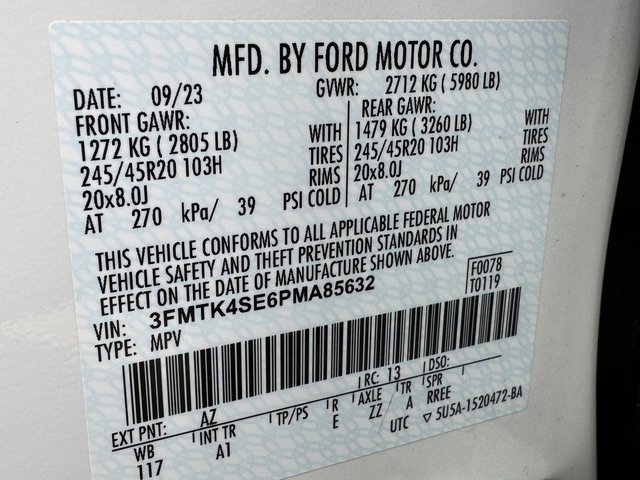 MFD. BY FORD MOTOR CO.
DATE: 09/23 GVWR: 2712 KG ( 5980 LB)
FRONT GAWR: REAR GAWR:
1272 KG ( 2805 LB) WITH 1479 KG ( 3260 LB) WITH
245/45R20 103H TIRES 245/45R20 103H TIRES
20x8.0J RIMS 20x8.0J RIMS
AT 270 kPa/ 39 PSI COLD AT 270 kPa/ 39 PSI COLD
THIS VEHICLE CONFORMS TO ALL APPLICABLE FEDERAL MOTOR
VEHICLE SAFETY AND THEFT PREVENTION STANDARDS IN
EFFECT ON THE DATE OF MANUFACTURE SHOWN ABOVE.
VIN: 3FMTK4SE6PMA85632 F0078
TYPE: MPV T0119
EXT PNT: AZ RC: 13 DSO:
WB INT TR TP/PS R AXLE TR SPR
117 A1 E ZZ A RREE
UTC ▽ 5U5A-1520472-BA